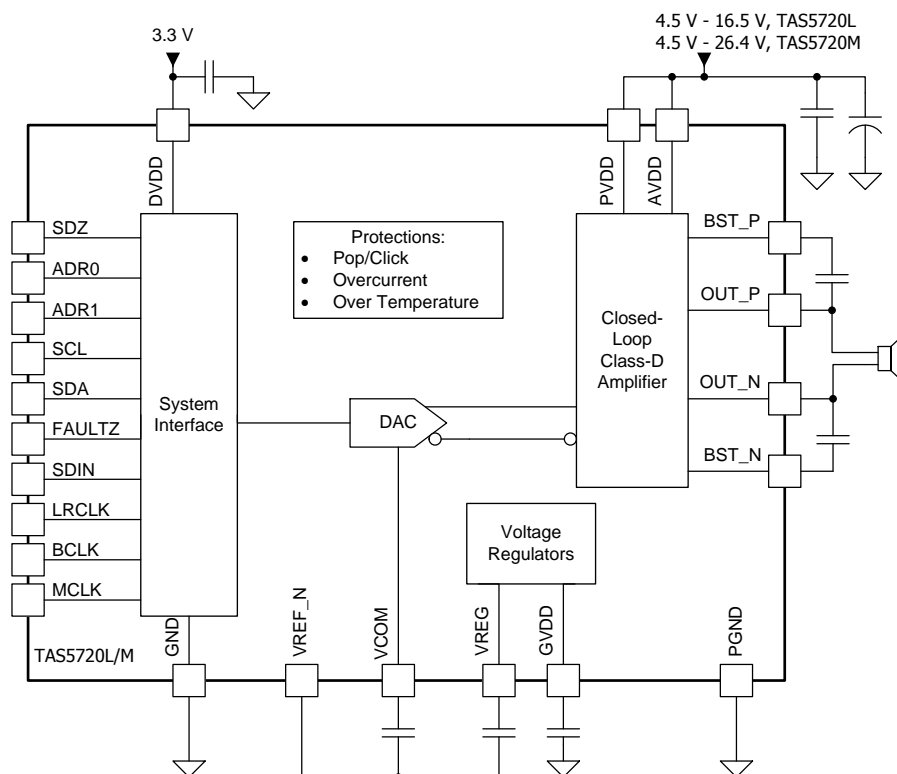 4.5 V - 16.5 V, TAS5720L
4.5 V - 26.4 V, TAS5720M
3.3 V
DVDD
PVDD
AVDD
SDZ
ADR0
ADR1
SCL
SDA
FAULTZ
SDIN
LRCLK
BCLK
MCLK
System
Interface
Protections:
• Pop/Click
• Overcurrent
• Over Temperature
DAC
Closed-
Loop
Class-D
Amplifier
BST_P
OUT_P
OUT_N
BST_N
Voltage
Regulators
GND
VREF_N
VCOM
VREG
GVDD
PGND
TAS5720L/M